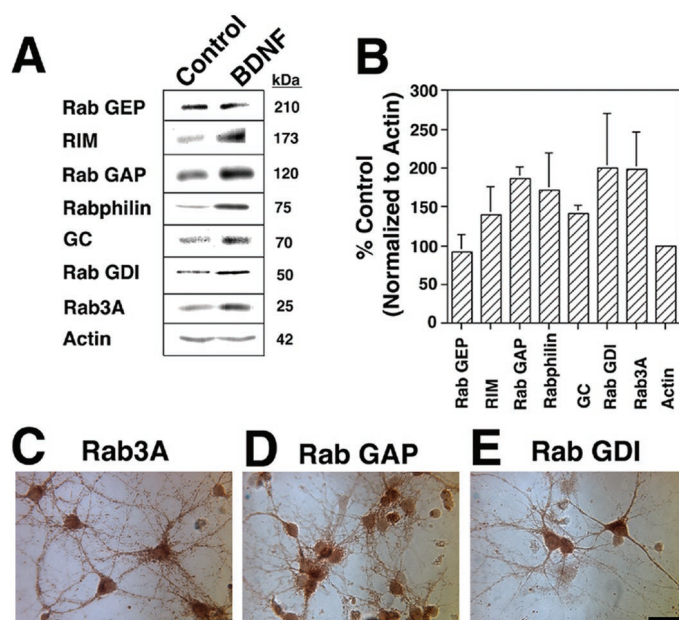 A
Control
BDNF
kDa
Rab GEP 210
RIM 173
Rab GAP 120
Rabphilin 75
GC 70
Rab GDI 50
Rab3A 25
Actin 42
B
% Control
(Normalized to Actin)
300
250
200
150
100
50
0
Rab GEP
RIM
Rab GAP
Rabphilin
GC
Rab GDI
Rab3A
Actin
C Rab3A
D Rab GAP
E Rab GDI